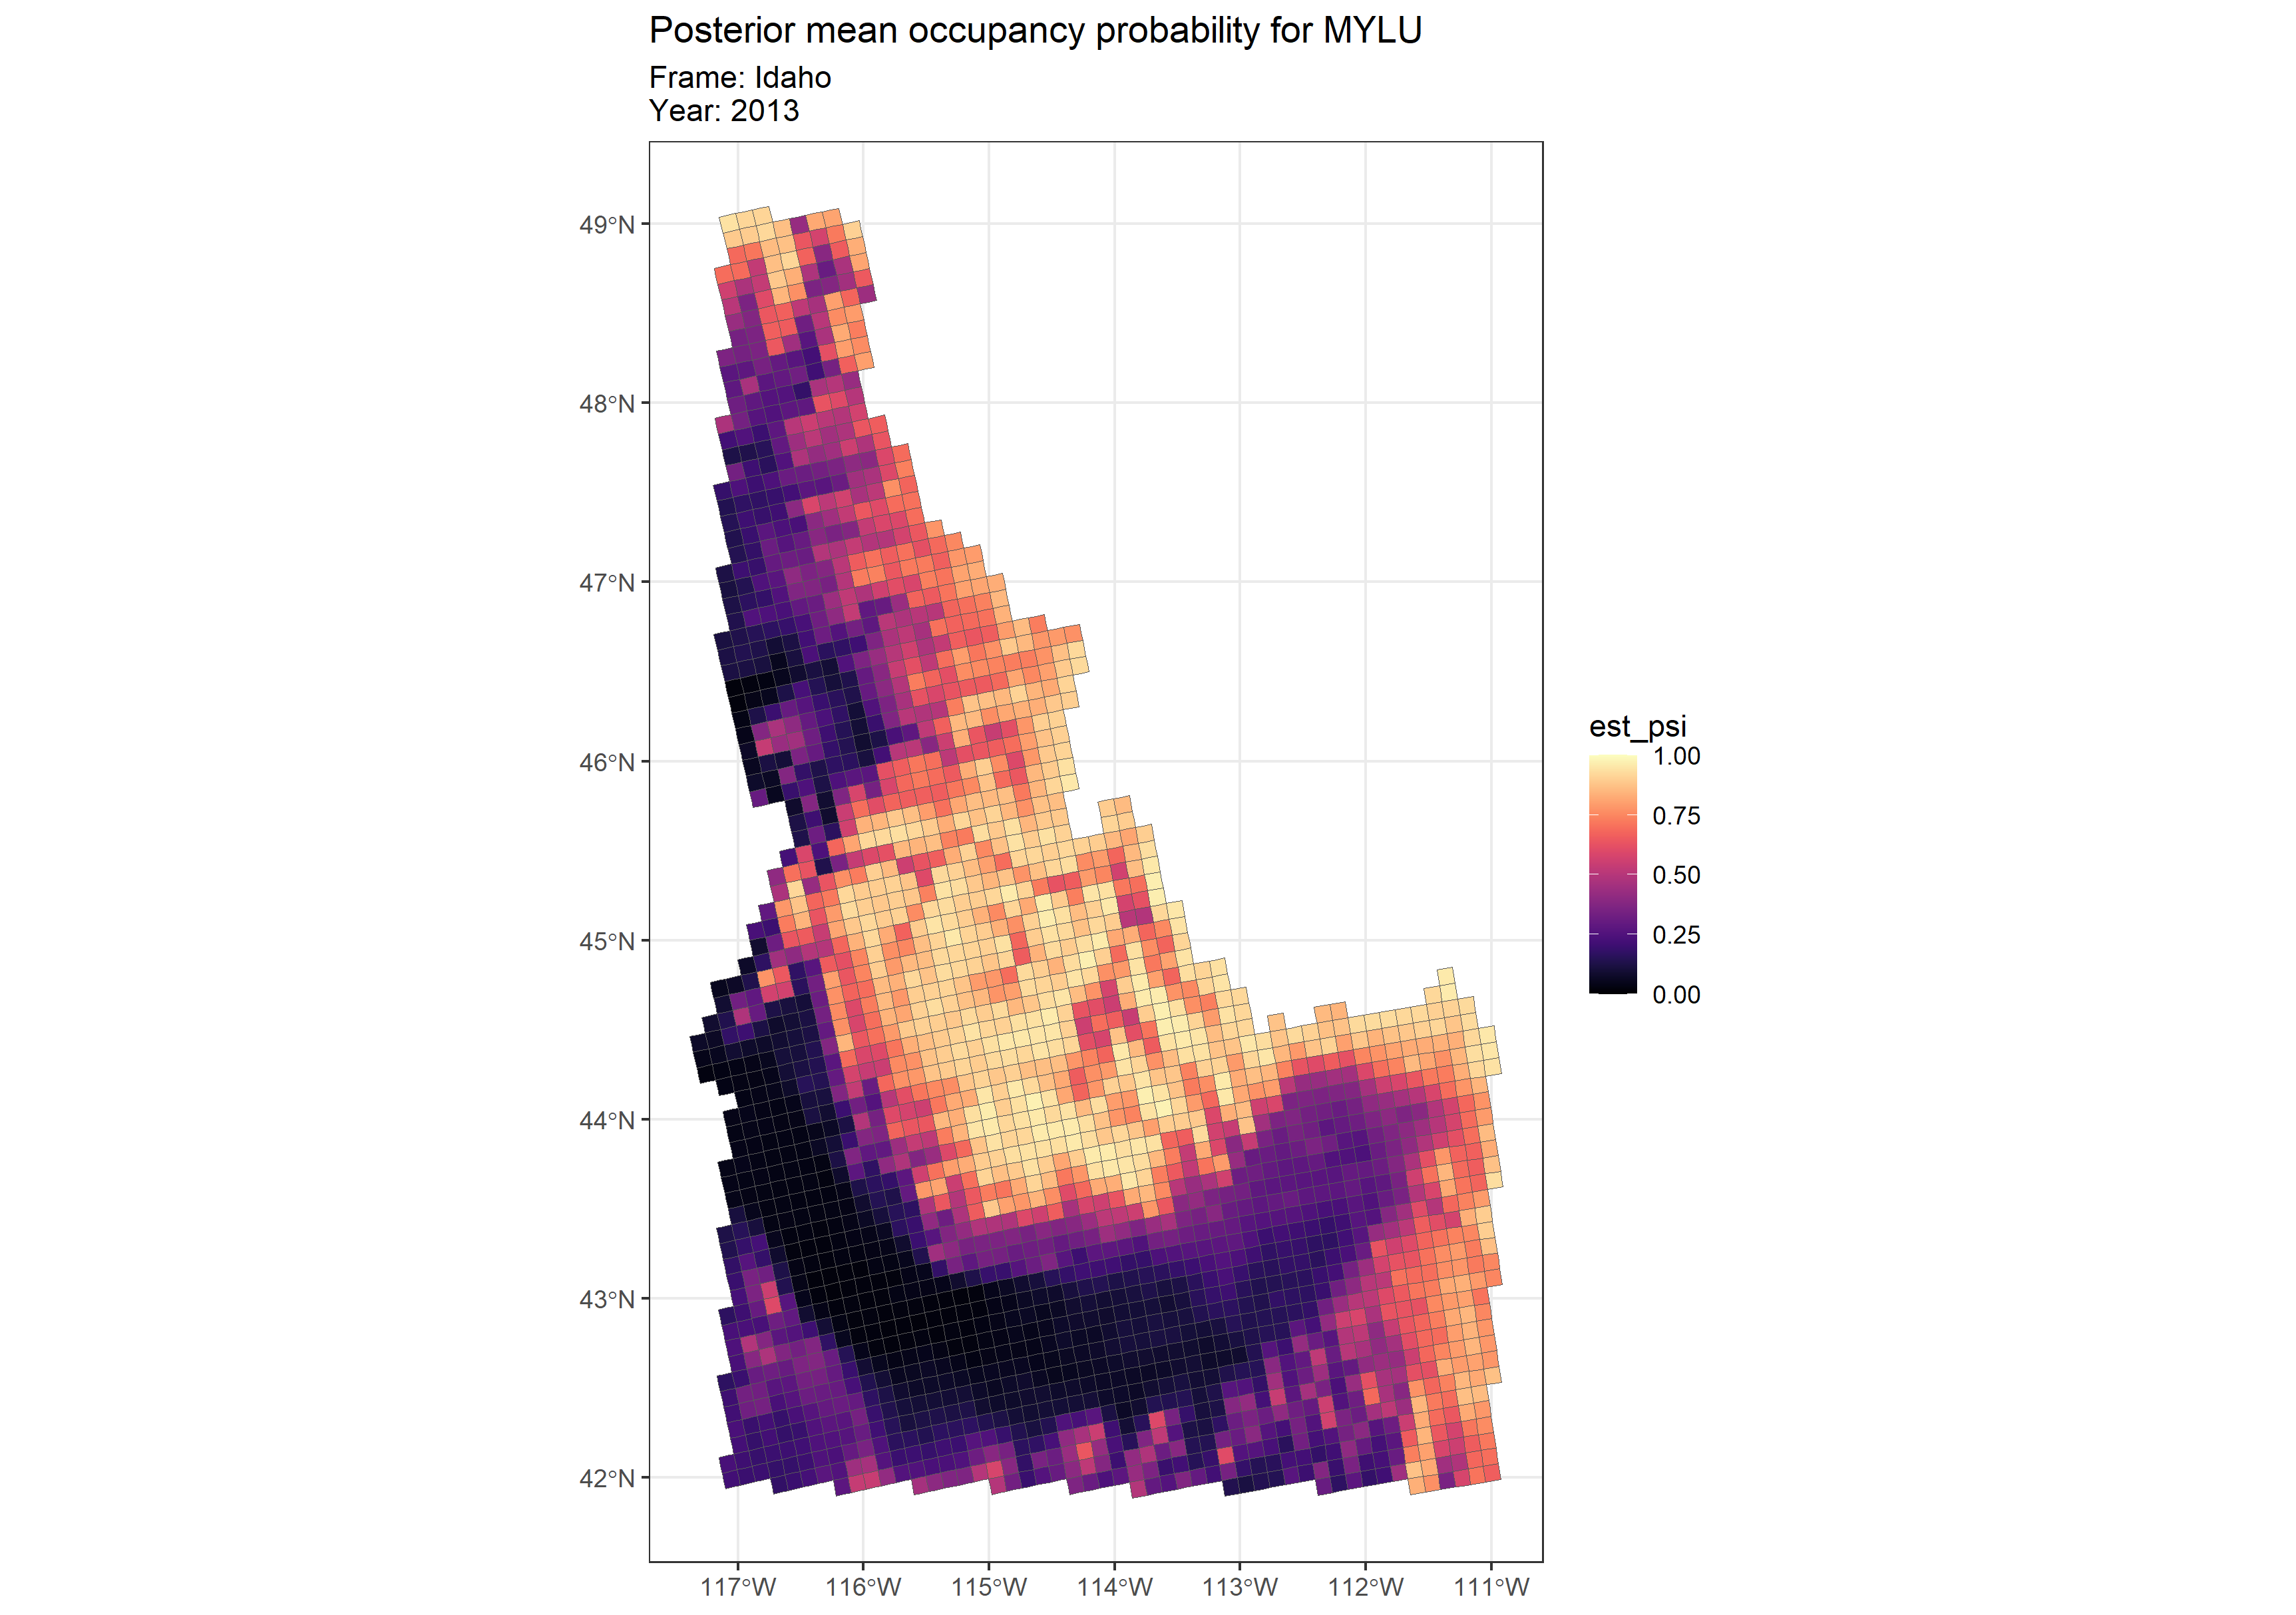 Posterior mean occupancy probability for MYLU
Frame: Idaho
Year: 2013
49°N
48°N
47°N
46°N
45°N
44°N
43°N
42°N
117°W 116°W 115°W 114°W 113°W 112°W 111°W
est_psi
1.00
0.75
0.50
0.25
0.00